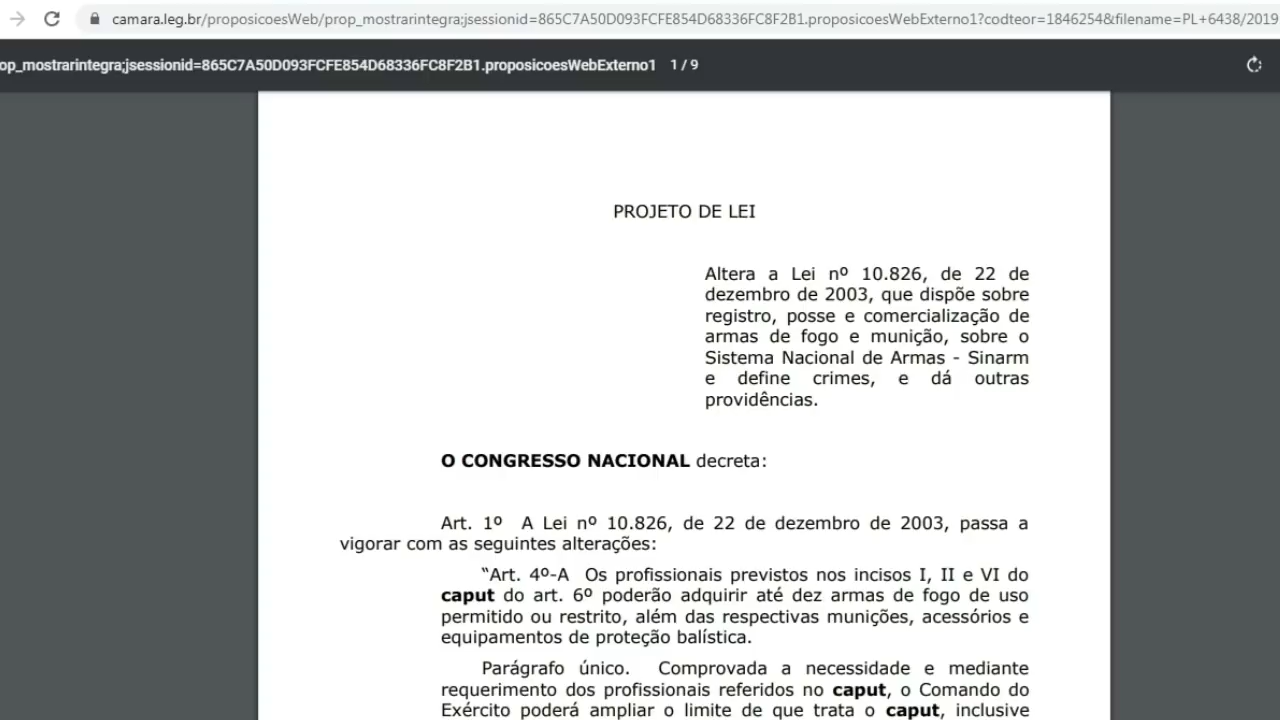 camara.leg.br/proposicoesWeb/prop_mostrarintegra;jsessionid=865C7A50D093FCFE854D68336FC8F2B1.proposicoesWebExterno1?codteor=1846254&filename=PL+6438/2019
op_mostrarintegra;jsessionid=865C7A50D093FCFE854D68336FC8F2B1.proposicoesWebExterno1 1 / 9
PROJETO DE LEI
Altera a Lei nº 10.826, de 22 de
dezembro de 2003, que dispõe sobre
registro, posse e comercialização de
armas de fogo e munição, sobre o
Sistema Nacional de Armas - Sinarm
e define crimes, e dá outras
providências.
O CONGRESSO NACIONAL decreta:
Art. 1º A Lei nº 10.826, de 22 de dezembro de 2003, passa a
vigorar com as seguintes alterações:
“Art. 4º-A Os profissionais previstos nos incisos I, II e VI do
caput do art. 6º poderão adquirir até dez armas de fogo de uso
permitido ou restrito, além das respectivas munições, acessórios e
equipamentos de proteção balística.
Parágrafo único. Comprovada a necessidade e mediante
requerimento dos profissionais referidos no caput, o Comando do
Exército poderá ampliar o limite de que trata o caput, inclusive